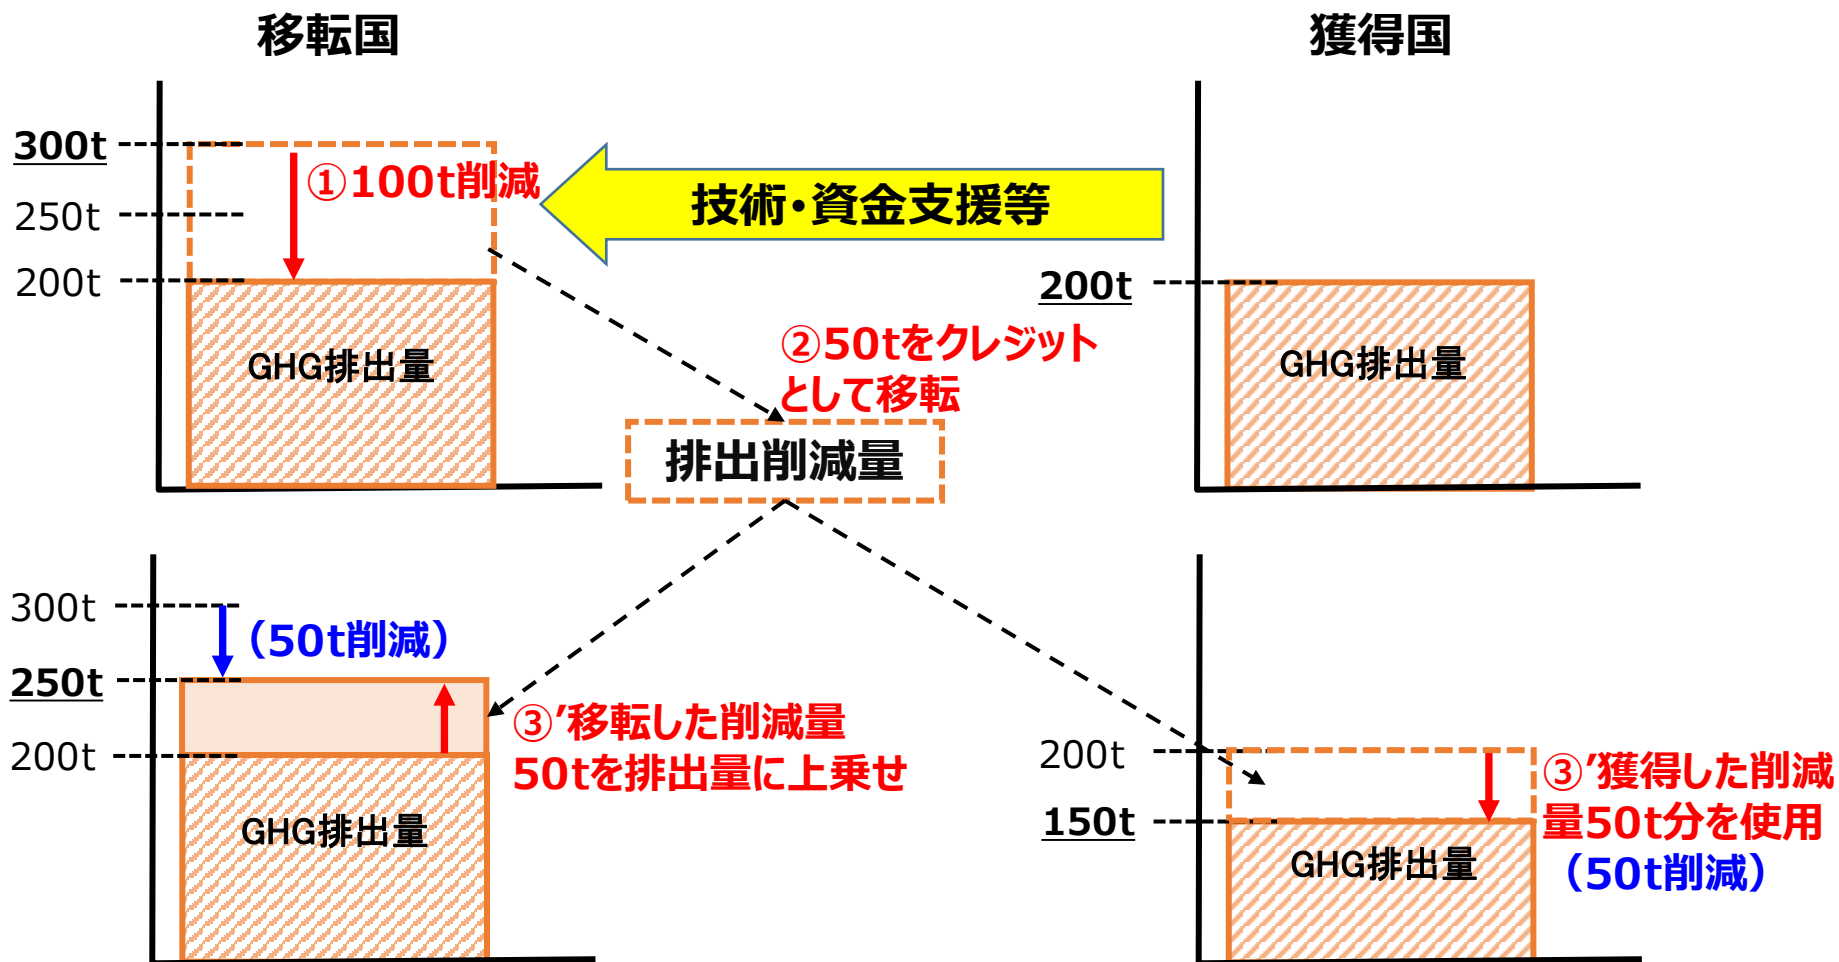 移転国
獲得国
300t
250t
200t
①100t削減
技術・資金支援等
200t
GHG排出量
GHG排出量
②50tをクレジット
として移転
排出削減量
300t
250t
200t
(50t削減)
③’移転した削減量
50tを排出量に上乗せ
GHG排出量
200t
150t
③’獲得した削減
量50t分を使用
(50t削減)
GHG排出量